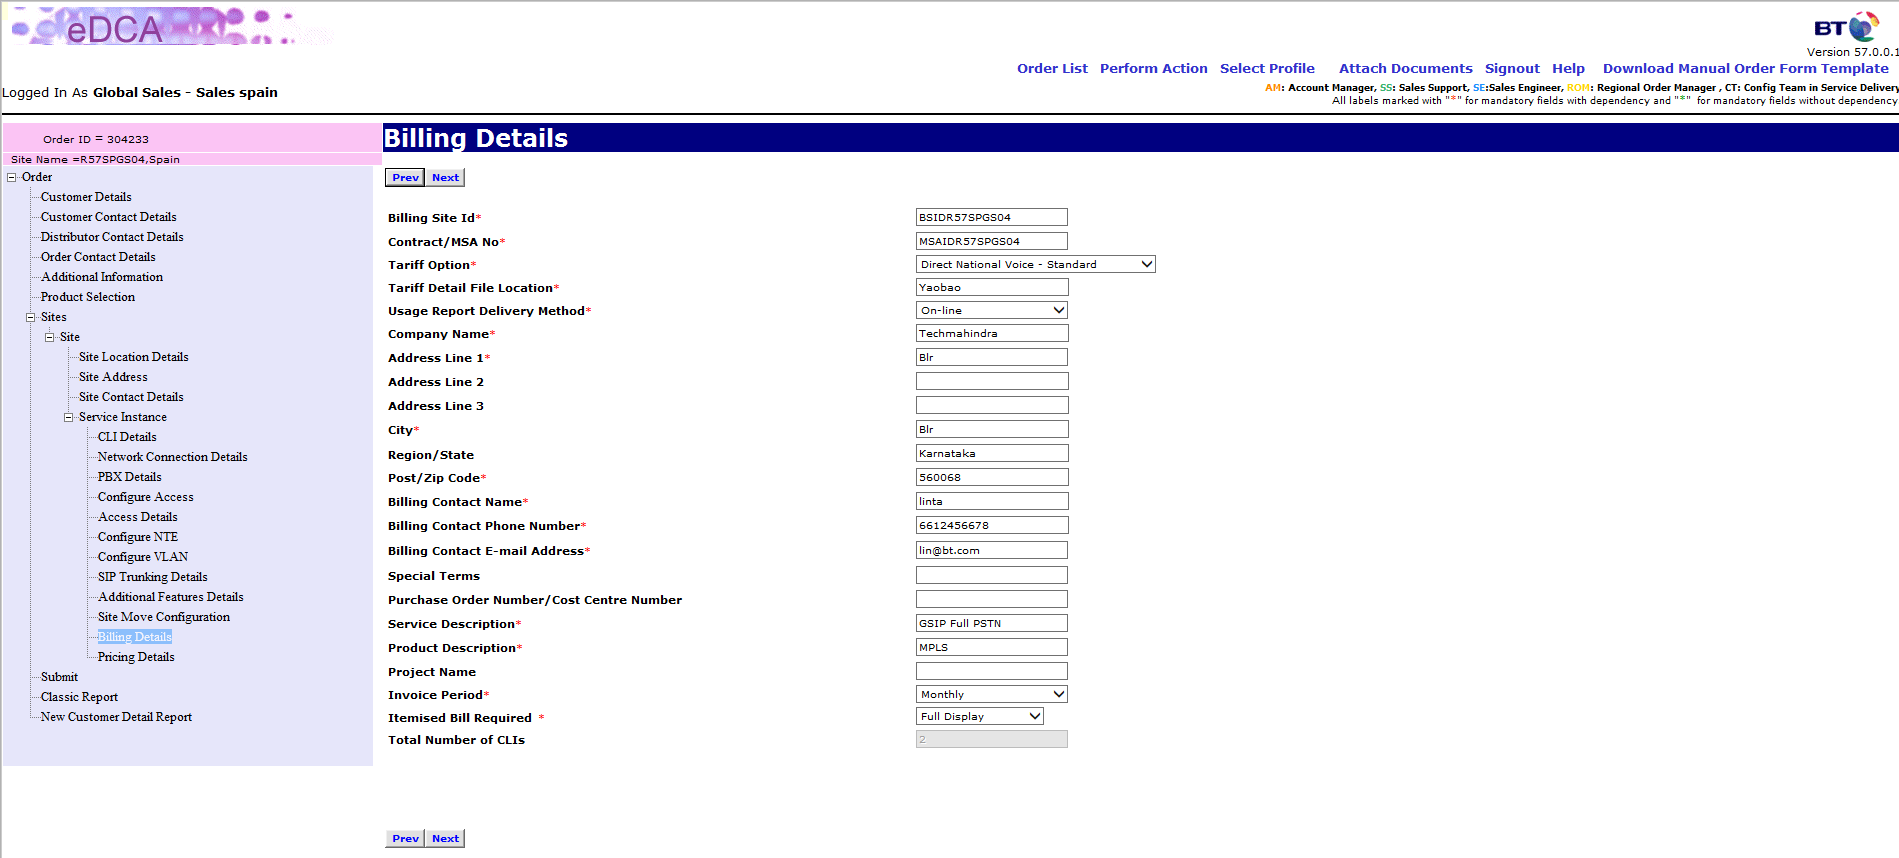 eDCA
BT
Version 57.0.0.1
Order List Perform Action Select Profile Attach Documents Signout Help Download Manual Order Form Template
Logged In As Global Sales - Sales spain
AM: Account Manager, SS: Sales Support, SE:Sales Engineer, ROM: Regional Order Manager , CT: Config Team in Service Delivery
All labels marked with "*" for mandatory fields with dependency and "*" for mandatory fields without dependency
Order ID = 304233
Site Name =R57SPGS04,Spain
Order
Customer Details
Customer Contact Details
Distributor Contact Details
Order Contact Details
Additional Information
Product Selection
Sites
Site
Site Location Details
Site Address
Site Contact Details
Service Instance
CLI Details
Network Connection Details
PBX Details
Configure Access
Access Details
Configure NTE
Configure VLAN
SIP Trunking Details
Additional Features Details
Site Move Configuration
Billing Details
Pricing Details
Submit
Classic Report
New Customer Detail Report
Billing Details
Prev Next
Billing Site Id* BSIDR57SPGS04
Contract/MSA No* MSAIDR57SPGS04
Tariff Option* Direct National Voice - Standard
Tariff Detail File Location* Yaobao
Usage Report Delivery Method* On-line
Company Name* Techmahindra
Address Line 1* Blr
Address Line 2
Address Line 3
City* Blr
Region/State Karnataka
Post/Zip Code* 560068
Billing Contact Name* linta
Billing Contact Phone Number* 6612456678
Billing Contact E-mail Address* lin@bt.com
Special Terms
Purchase Order Number/Cost Centre Number
Service Description* GSIP Full PSTN
Product Description* MPLS
Project Name
Invoice Period* Monthly
Itemised Bill Required * Full Display
Total Number of CLIs 2
Prev Next